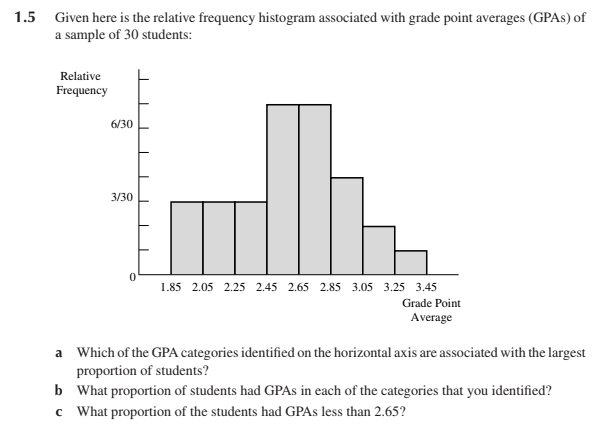 1.5 Given here is the relative frequency histogram associated with grade point averages (GPAs) of
a sample of 30 students:
Relative
Frequency
6/30
3/30
0
1.85 2.05 2.25 2.45 2.65 2.85 3.05 3.25 3.45
Grade Point
Average
a Which of the GPA categories identified on the horizontal axis are associated with the largest
proportion of students?
b What proportion of students had GPAs in each of the categories that you identified?
c What proportion of the students had GPAs less than 2.65?